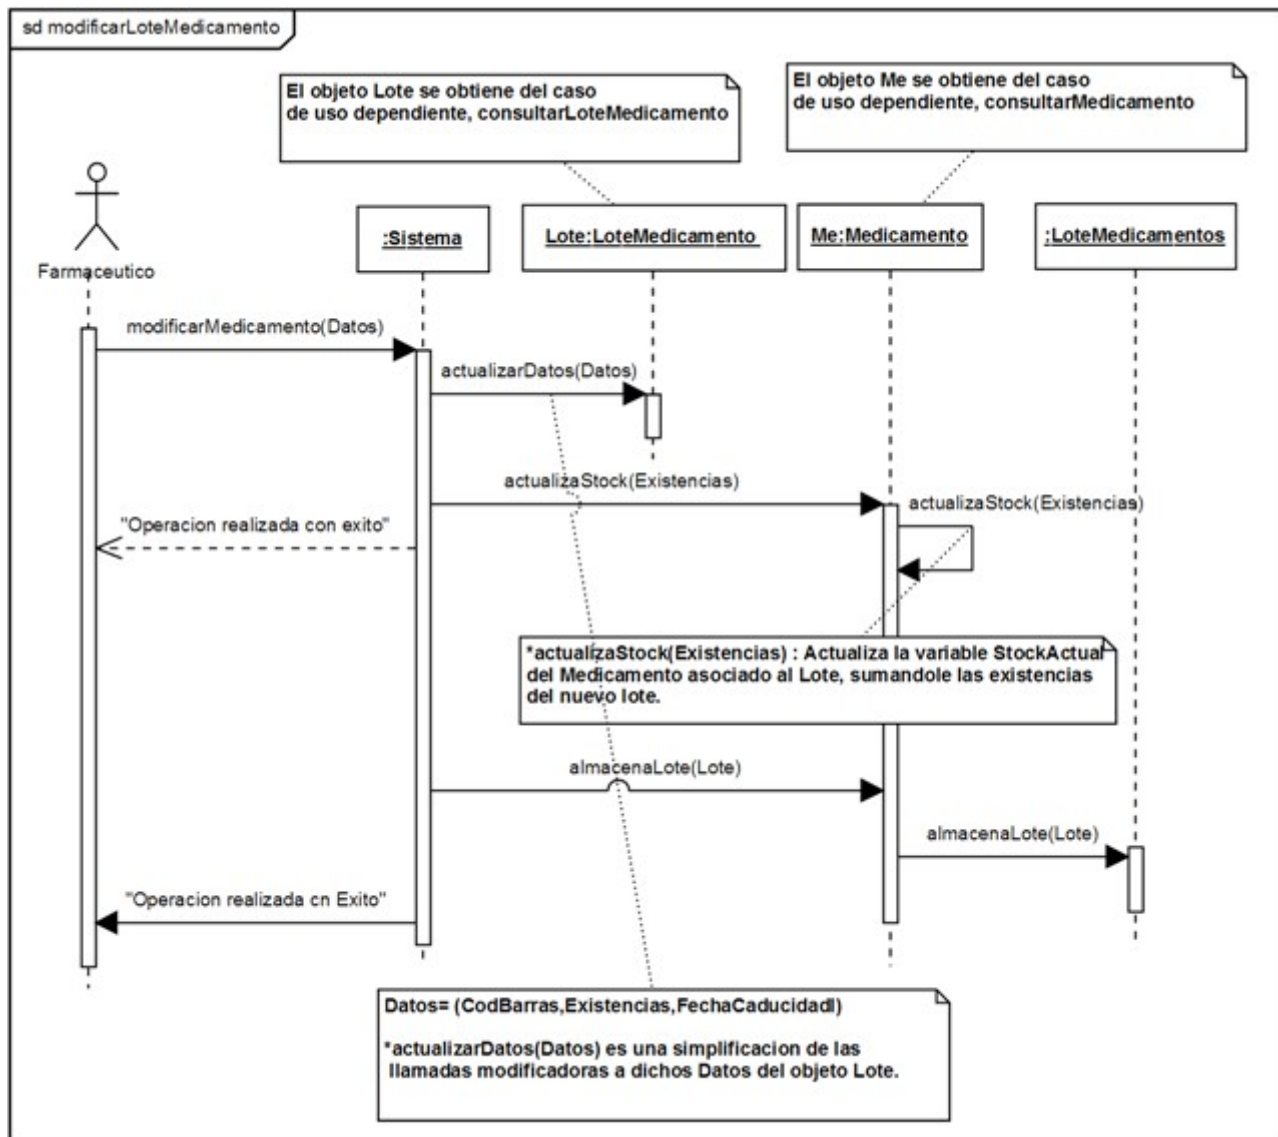 sd modificarLoteMedicamento
El objeto Lote se obtiene del caso
de uso dependiente, consultarLoteMedicamento
El objeto Me se obtiene del caso
de uso dependiente, consultarMedicamento
Farmaceutico
:Sistema
Lote:LoteMedicamento
Me:Medicamento
:LoteMedicamentos
modificarMedicamento(Datos)
actualizarDatos(Datos)
actualizaStock(Existencias)
actualizaStock(Existencias)
"Operacion realizada con exito"
*actualizaStock(Existencias) : Actualiza la variable StockActual
del Medicamento asociado al Lote, sumandole las existencias
del nuevo lote.
almacenaLote(Lote)
almacenaLote(Lote)
"Operacion realizada cn Exito"
Datos= (CodBarras,Existencias,FechaCaducidadl)
*actualizarDatos(Datos) es una simplificacion de las
llamadas modificadoras a dichos Datos del objeto Lote.